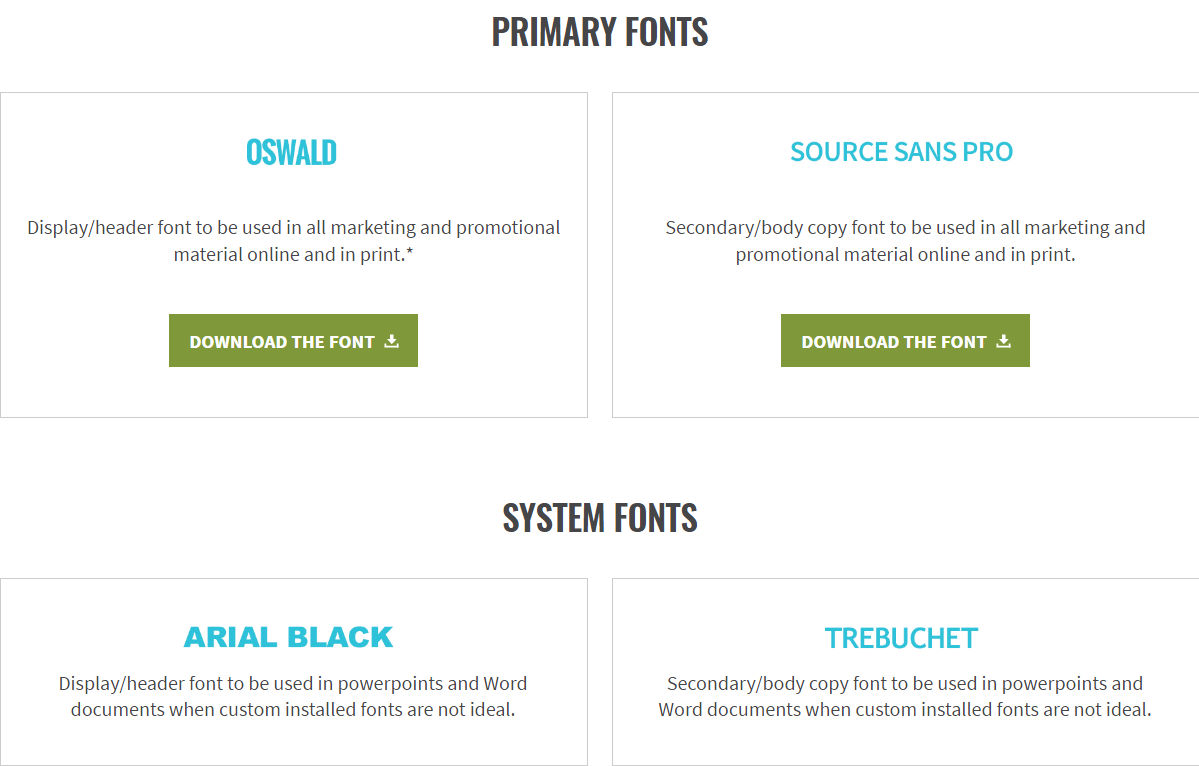 PRIMARY FONTS
OSWALD
Display/header font to be used in all marketing and promotional
material online and in print.*
DOWNLOAD THE FONT
SOURCE SANS PRO
Secondary/body copy font to be used in all marketing and
promotional material online and in print.
DOWNLOAD THE FONT
SYSTEM FONTS
ARIAL BLACK
Display/header font to be used in powerpoints and Word
documents when custom installed fonts are not ideal.
TREBUCHET
Secondary/body copy font to be used in powerpoints and
Word documents when custom installed fonts are not ideal.